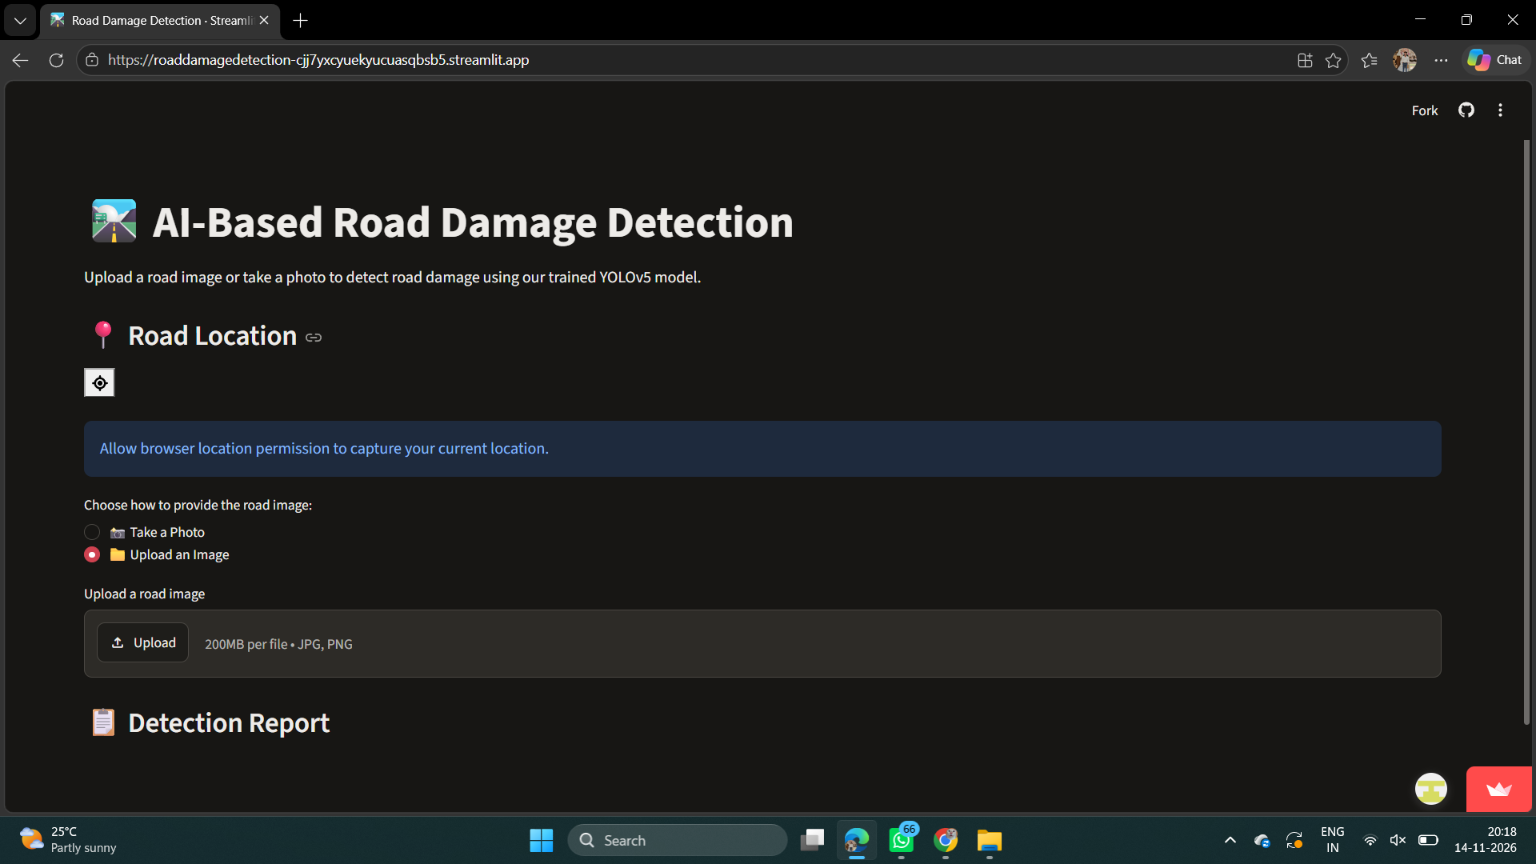 Road Damage Detection · Streamli
https://roaddamagedetection-cjj7yxcyuekyucuasqbsb5.streamlit.app
Chat
Fork
AI-Based Road Damage Detection
Upload a road image or take a photo to detect road damage using our trained YOLOv5 model.
Road Location
Allow browser location permission to capture your current location.
Choose how to provide the road image:
Take a Photo
Upload an Image
Upload a road image
Upload
200MB per file • JPG, PNG
Detection Report
25°C
Partly sunny
Search
66
ENG
IN
20:18
14-11-2026